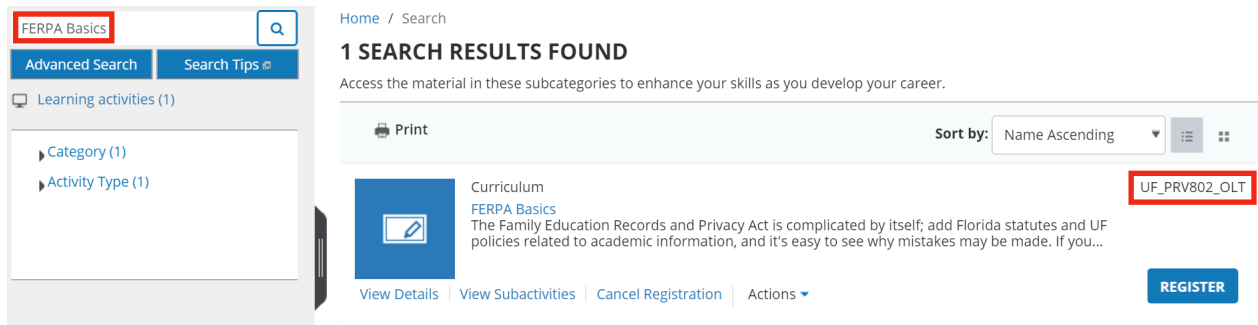 FERPA Basics
Advanced Search
Search Tips
Learning activities (1)
Category (1)
Activity Type (1)
Home / Search
1 SEARCH RESULTS FOUND
Access the material in these subcategories to enhance your skills as you develop your career.
Print
Sort by: Name Ascending
Curriculum
UF_PRV802_OLT
FERPA Basics
The Family Education Records and Privacy Act is complicated by itself; add Florida statutes and UF
policies related to academic information, and it's easy to see why mistakes may be made. If you...
View Details View Subactivities Cancel Registration Actions
REGISTER